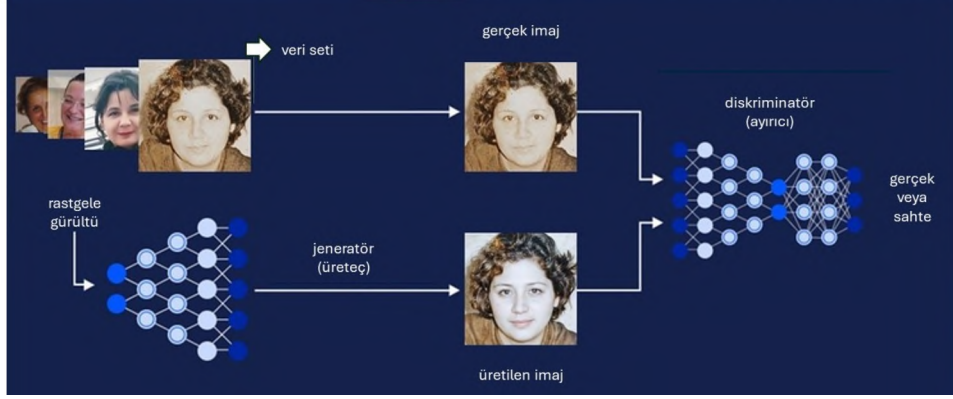 gerçek imaj
veri seti
diskriminatör
(ayırıcı)
rastgele
gürültü
jeneratör
(üreteç)
gerçek
veya
sahte
üretilen imaj